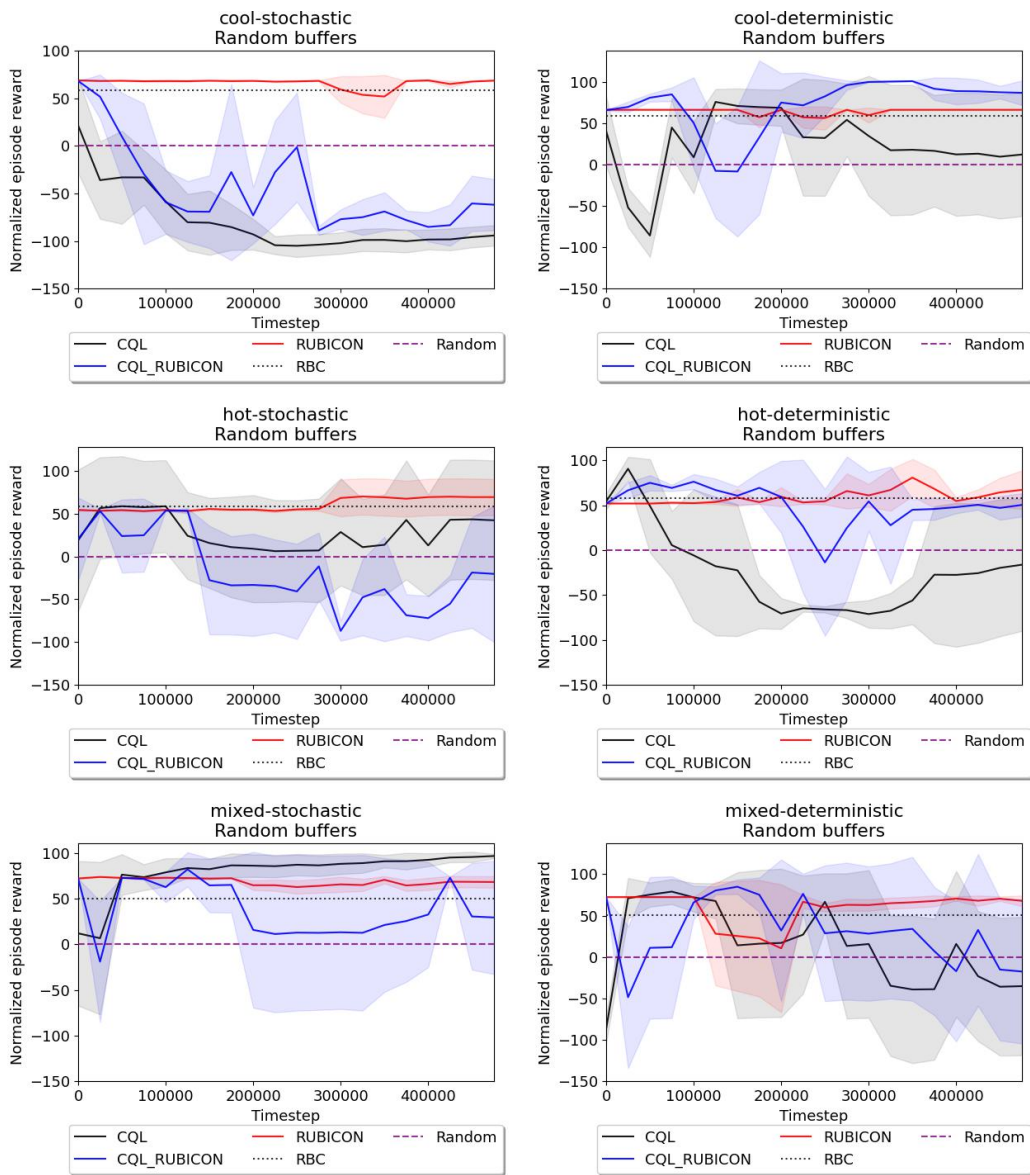 cool-stochastic
Random buffers
Normalized episode reward
100
50
0
−50
−100
−150
0
100000
200000
300000
400000
Timestep
CQL
RUBICON
Random
CQL_RUBICON
RBC
cool-deterministic
Random buffers
Normalized episode reward
100
50
0
−50
−100
−150
0
100000
200000
300000
400000
Timestep
CQL
RUBICON
Random
CQL_RUBICON
RBC
hot-stochastic
Random buffers
Normalized episode reward
100
50
0
−50
−100
−150
0
100000
200000
300000
400000
Timestep
CQL
RUBICON
Random
CQL_RUBICON
RBC
hot-deterministic
Random buffers
Normalized episode reward
100
50
0
−50
−100
−150
0
100000
200000
300000
400000
Timestep
CQL
RUBICON
Random
CQL_RUBICON
RBC
mixed-stochastic
Random buffers
Normalized episode reward
100
50
0
−50
−100
−150
0
100000
200000
300000
400000
Timestep
CQL
RUBICON
Random
CQL_RUBICON
RBC
mixed-deterministic
Random buffers
Normalized episode reward
100
50
0
−50
−100
−150
0
100000
200000
300000
400000
Timestep
CQL
RUBICON
Random
CQL_RUBICON
RBC